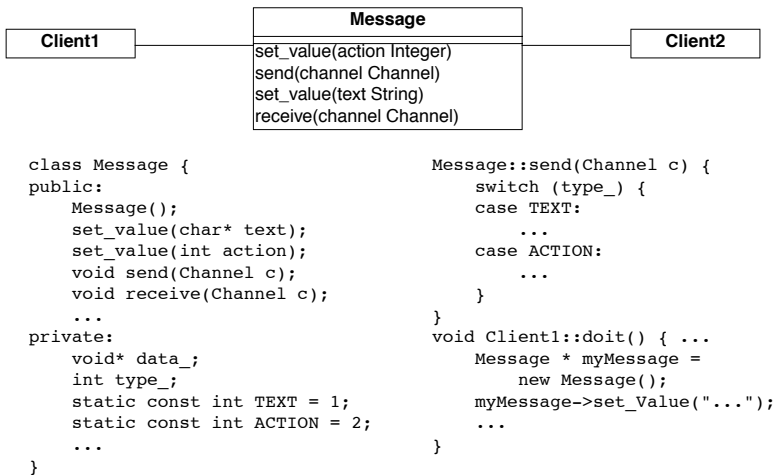 Message
Client1
Client2
set_value(action Integer)
send(channel Channel)
set_value(text String)
receive(channel Channel)
class Message {
public:
    Message();
    set_value(char* text);
    set_value(int action);
    void send(Channel c);
    void receive(Channel c);
    ...
private:
    void* data_;
    int type_;
    static const int TEXT = 1;
    static const int ACTION = 2;
    ...
}
Message::send(Channel c) {
    switch (type_) {
    case TEXT:
        ...
    case ACTION:
        ...
    }
}
void Client1::doit() { ...
    Message * myMessage =
        new Message();
    myMessage->set_Value("...");
    ...
}